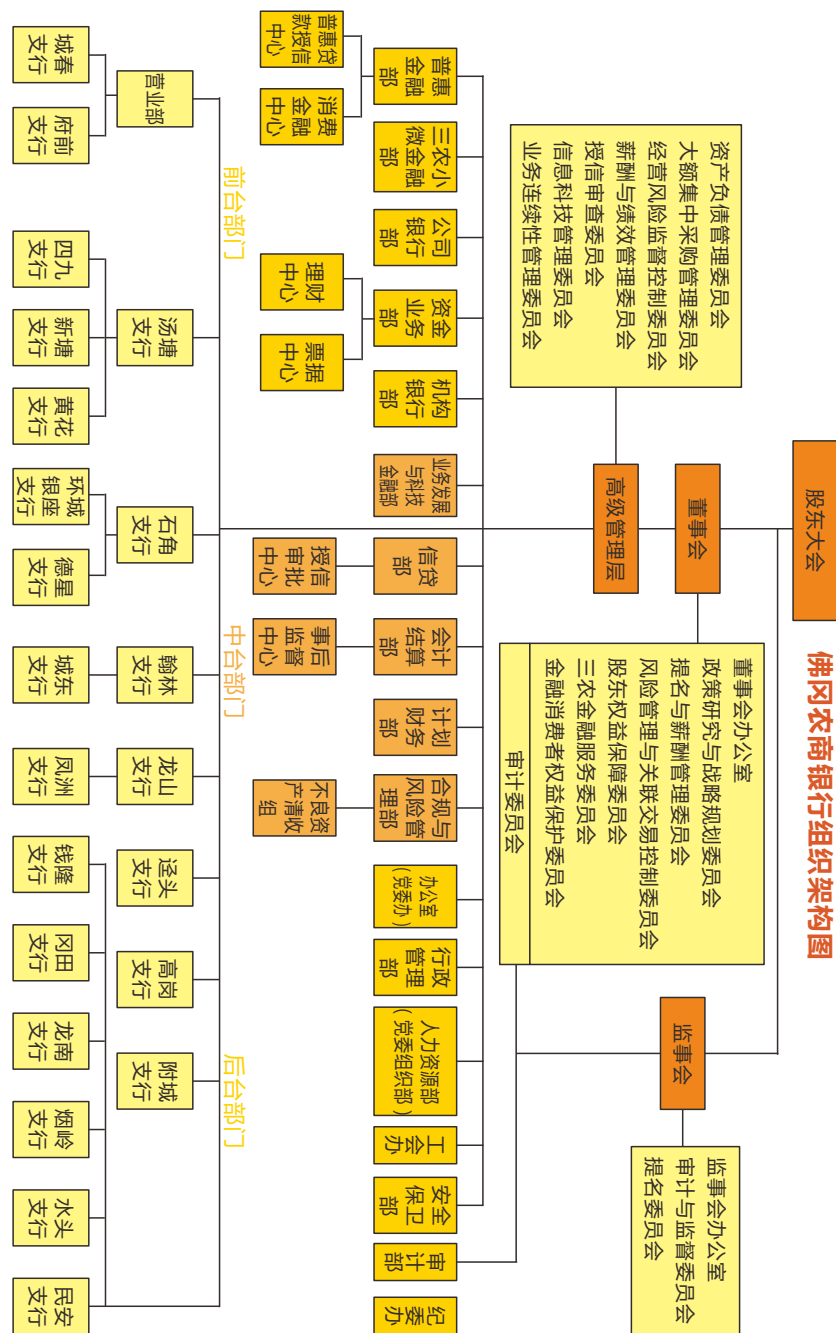 佛冈农商银行组织架构图
股东大会
董事会
监事会
高级管理层
董事会办公室
政策研究与战略规划委员会
提名与薪酬管理委员会
风险管理与关联交易控制委员会
股东权益保障委员会
三农金融服务委员会
金融消费者权益保护委员会
审计委员会
监事会办公室
审计与监督委员会
提名委员会
资产负债管理委员会
大额集中采购管理委员会
经营风险监督控制委员会
薪酬与绩效管理委员会
授信审查委员会
信息科技管理委员会
业务连续性管理委员会
普惠
金融
部
三农小
微金融
部
公司
银行
部
资金
业务
部
机构
银行
部
业务发展
与科技
金融部
信贷
部
会计
结算
部
计划
财务
部
合规与
风险管
理部
办公室
(党委办)
行政
管理
部
人力资源部
(党委组织部)
工会
办
安全
保卫
部
审计
部
纪委
办
普惠贷
款授信
中心
消费
金融
中心
理财
中心
票据
中心
授信
审批
中心
事后
监督
中心
不良资
产清收
组
前台部门
中台部门
后台部门
营业部
汤塘
支行
石角
支行
翰林
支行
龙山
支行
迳头
支行
高岗
支行
附城
支行
城春
支行
府前
支行
四九
支行
新塘
支行
黄花
支行
环城
银座
支行
德星
支行
城东
支行
凤洲
支行
钱隆
支行
冈田
支行
龙南
支行
烟岭
支行
水头
支行
民安
支行